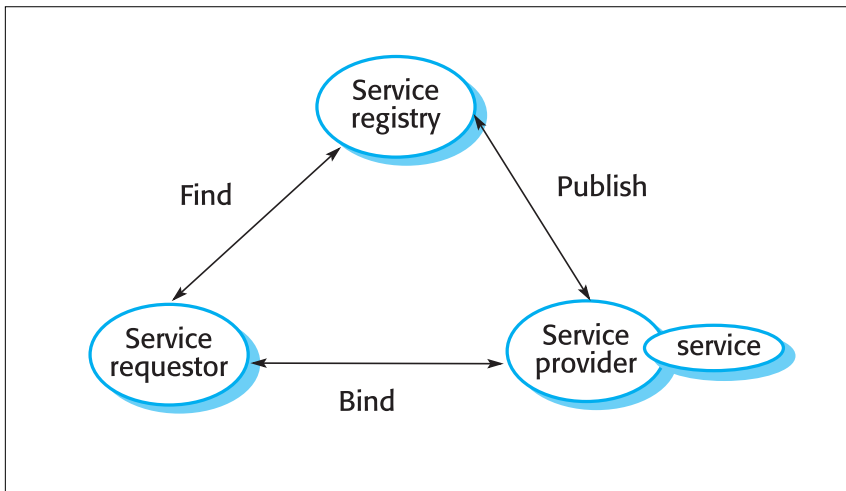 Service
registry
Find
Publish
Service
requestor
Bind
Service
provider
service